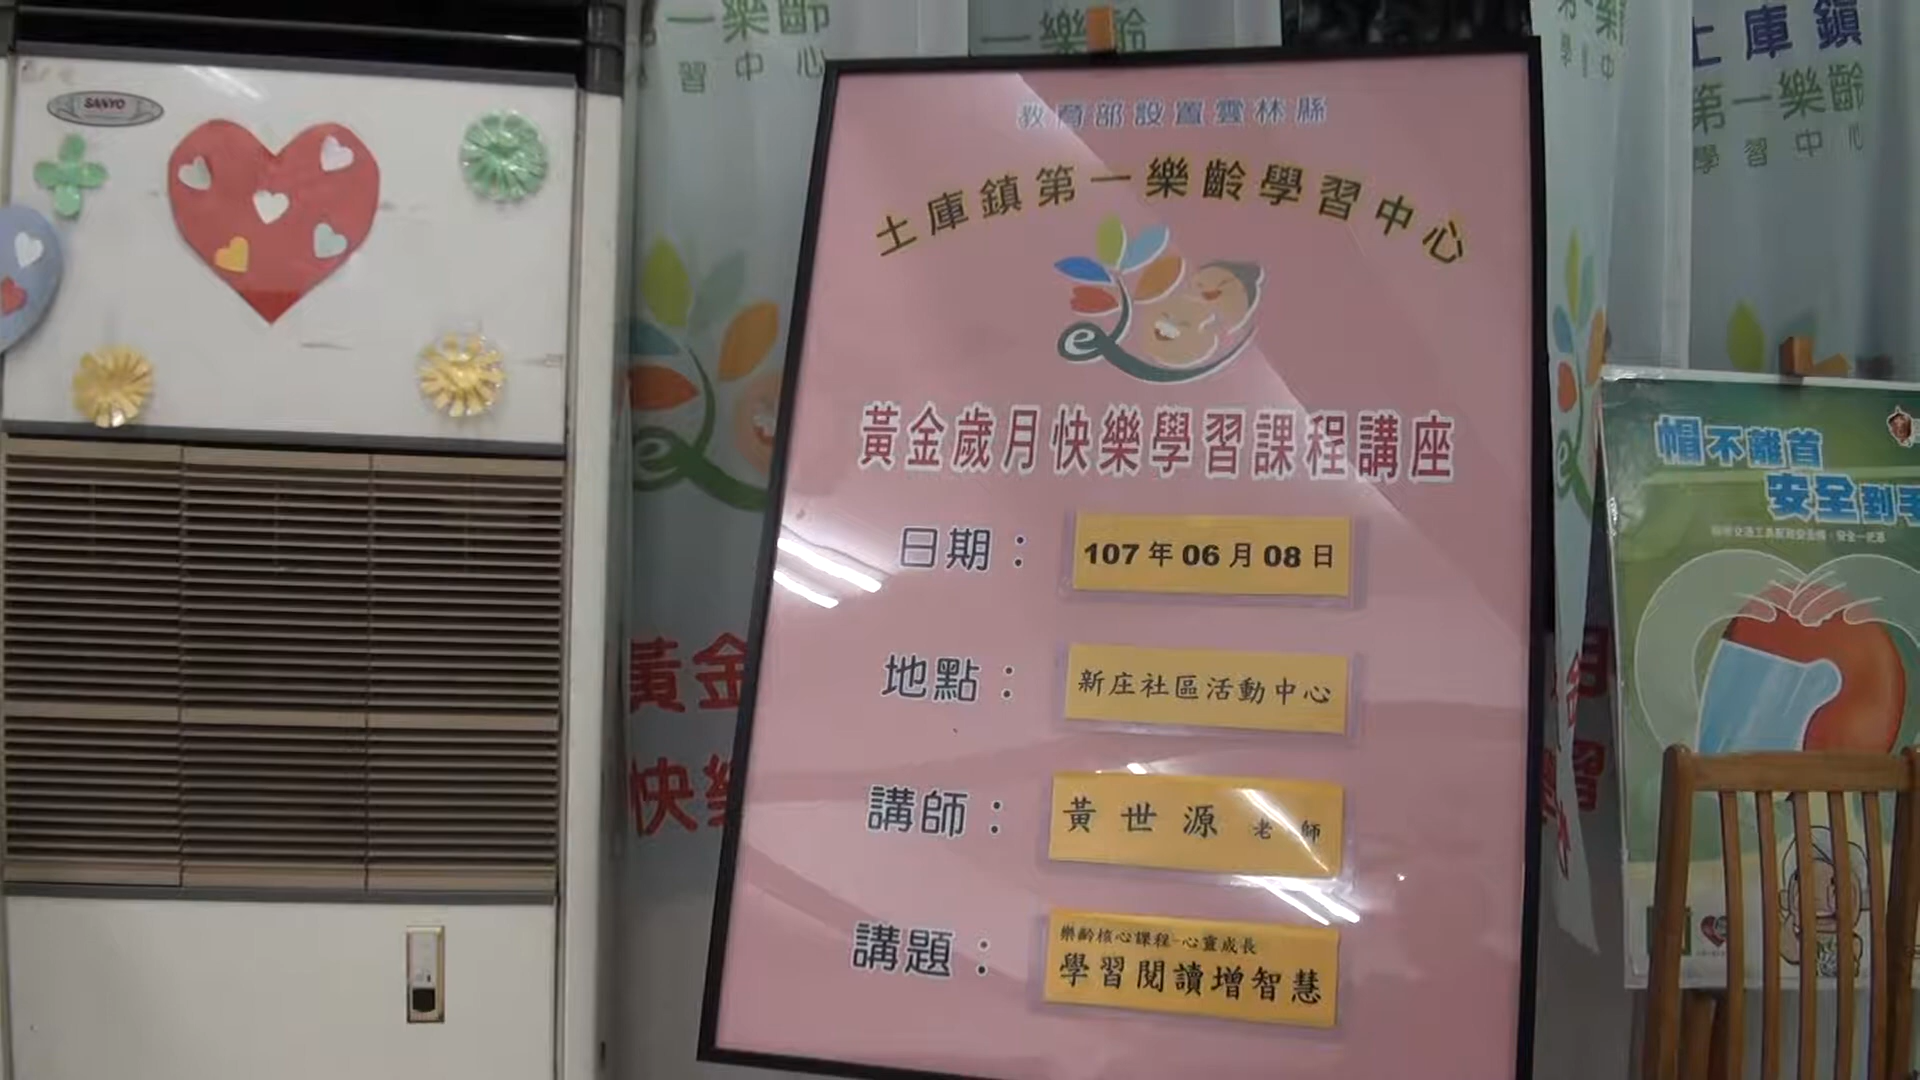 SANYO
一樂齡
習中心
一樂齡
土庫鎮
第一樂齡
學習中心
教育部設置雲林縣
土庫鎮第一樂齡學習中心
黃金歲月快樂學習課程講座
日期：
107年06月08日
地點：
新庄社區活動中心
講師：
黃世源 老師
講題：
樂齡核心課程-心靈成長
學習閱讀增智慧
黃金
快樂
帽不離首
安全到手